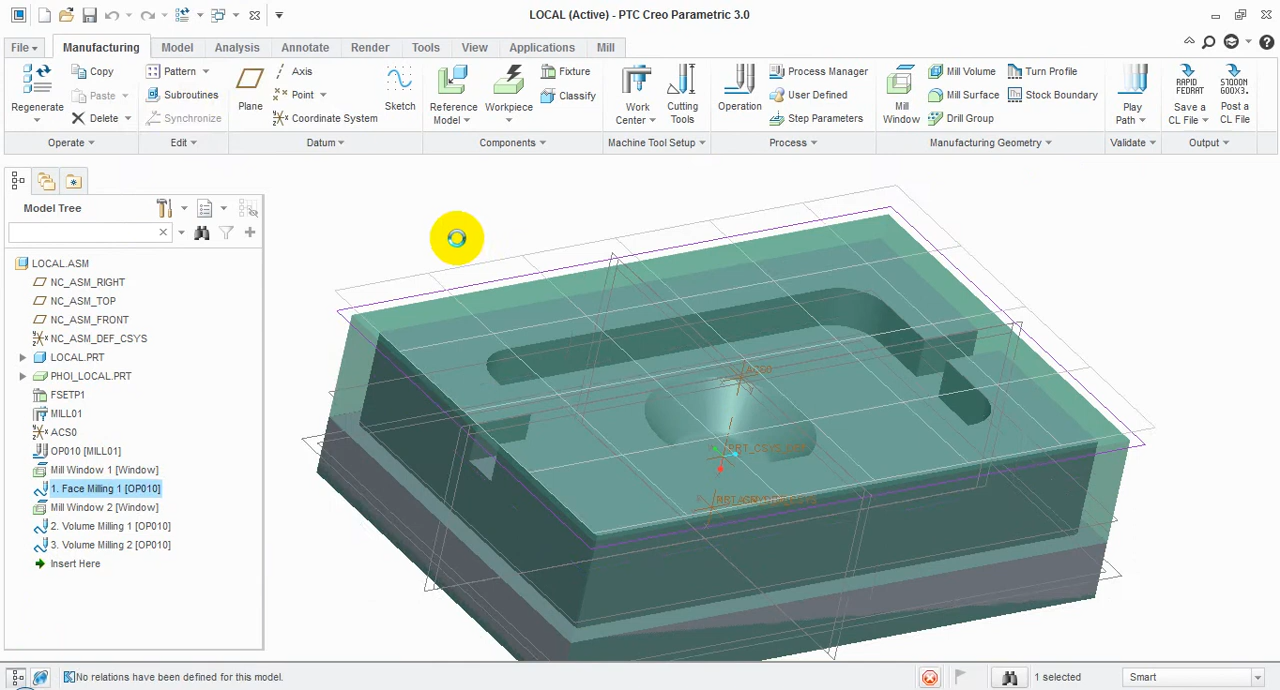 LOCAL (Active) - PTC Creo Parametric 3.0
File Manufacturing Model Analysis Annotate Render Tools View Applications Mill
Regenerate
Copy
Paste
Delete
Operate
Pattern
Subroutines
Synchronize
Edit
Plane
Axis
Point
Coordinate System
Sketch
Datum
Reference
Model
Workpiece
Fixture
Classify
Components
Work
Center
Cutting
Tools
Machine Tool Setup
Operation
Process Manager
User Defined
Step Parameters
Process
Mill
Window
Mill Volume
Mill Surface
Drill Group
Turn Profile
Stock Boundary
Manufacturing Geometry
Play
Path
Validate
RAPID
FEDRAT
Save a
CL File
S1000M
600X3.
Post a
CL File
Output
Model Tree
LOCAL.ASM
NC_ASM_RIGHT
NC_ASM_TOP
NC_ASM_FRONT
NC_ASM_DEF_CSYS
LOCAL.PRT
PHOI_LOCAL.PRT
FSETP1
MILL01
ACS0
OP010 [MILL01]
Mill Window 1 [Window]
1. Face Milling 1 [OP010]
Mill Window 2 [Window]
2. Volume Milling 1 [OP010]
3. Volume Milling 2 [OP010]
Insert Here
ACS0
No relations have been defined for this model.
1 selected
Smart